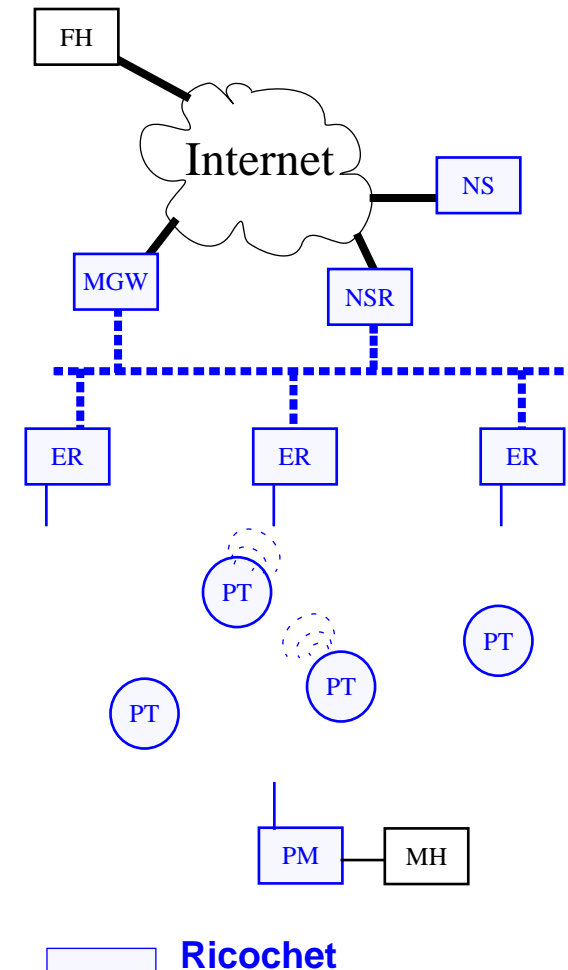 FH
Internet
NS
MGW
NSR
ER ER ER
PT
PT
PT
PT
PM MH
Ricochet